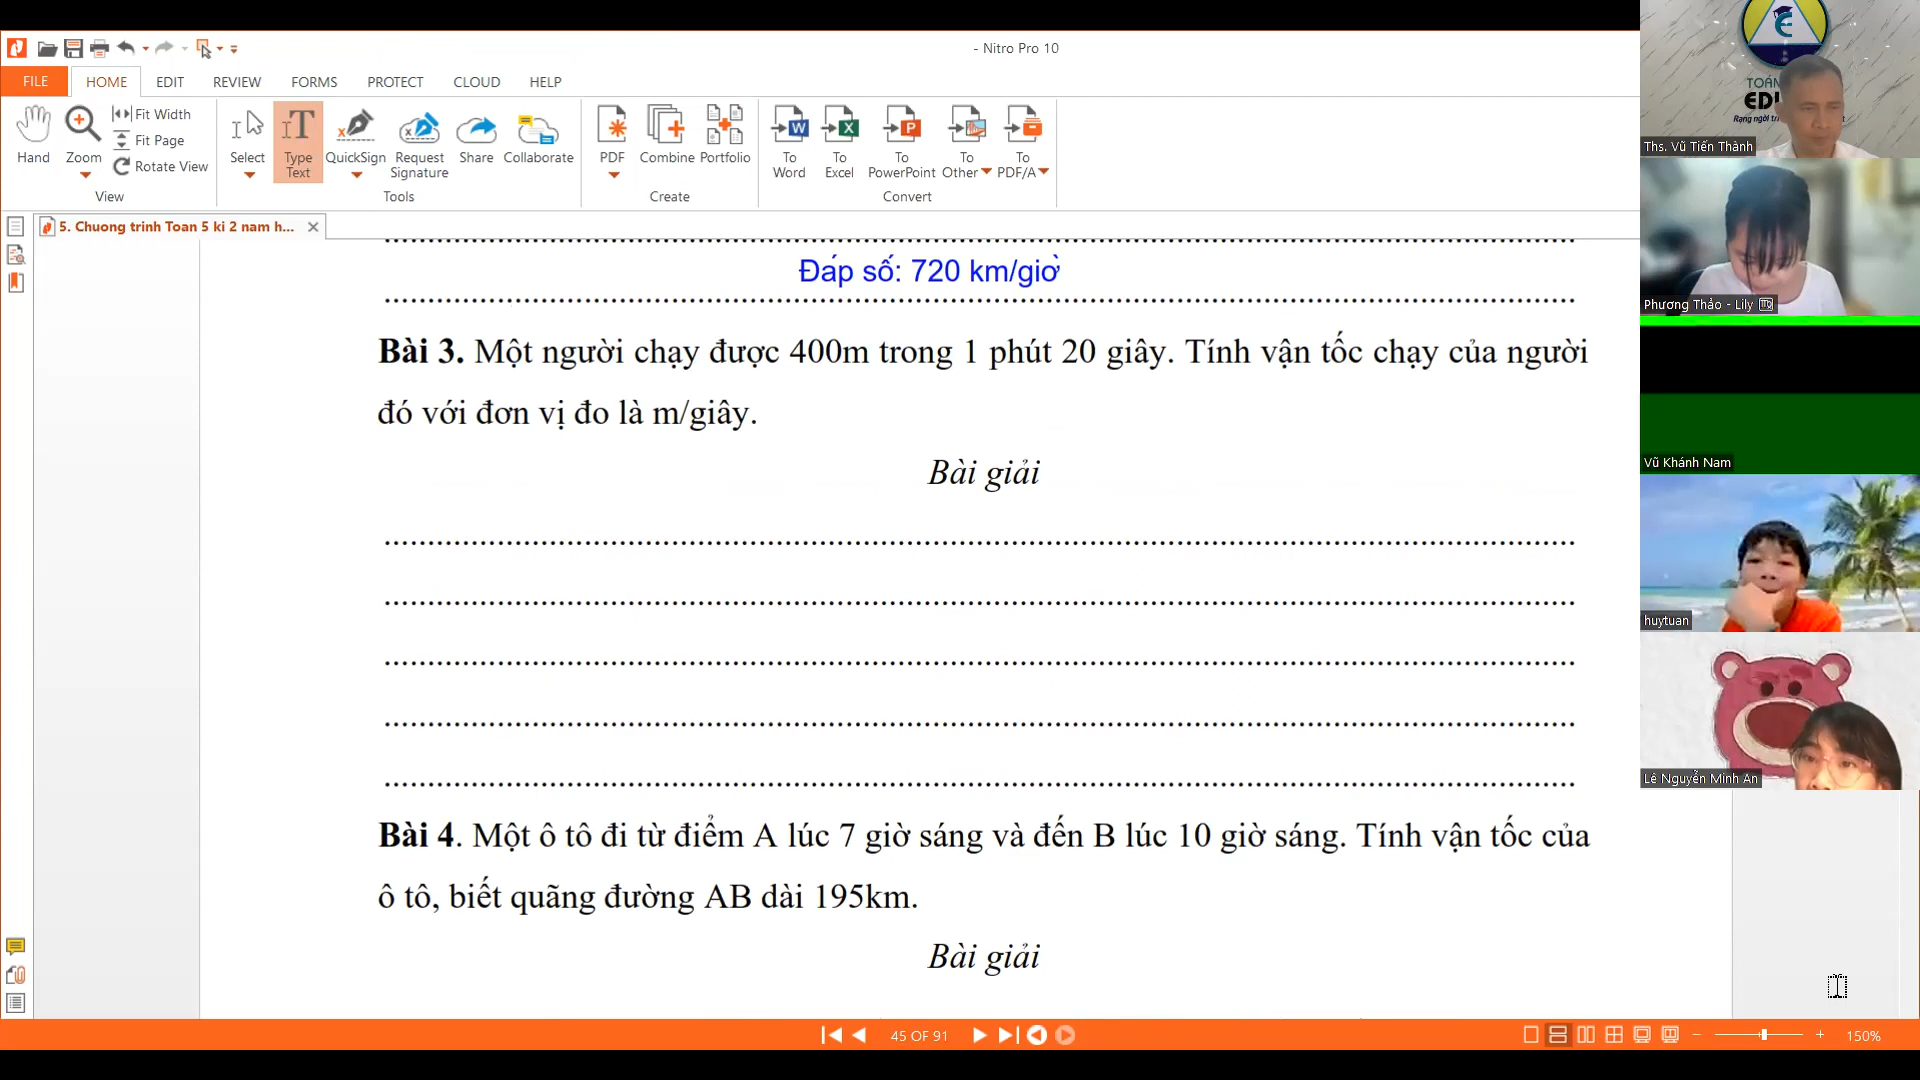 - Nitro Pro 10
FILE HOME EDIT REVIEW FORMS PROTECT CLOUD HELP
Hand
Zoom
Fit Width
Fit Page
Rotate View
View
Select
Type Text
QuickSign
Request Signature
Share
Collaborate
Tools
PDF
Combine
Portfolio
Create
To Word
To Excel
To PowerPoint
To Other
To PDF/A
Convert
5. Chuong trinh Toan 5 ki 2 nam h...
Đáp số: 720 km/giờ
Bài 3. Một người chạy được 400m trong 1 phút 20 giây. Tính vận tốc chạy của người
đó với đơn vị đo là m/giây.
Bài giải
Bài 4. Một ô tô đi từ điểm A lúc 7 giờ sáng và đến B lúc 10 giờ sáng. Tính vận tốc của
ô tô, biết quãng đường AB dài 195km.
Bài giải
45 OF 91
150%
Ths. Vũ Tiến Thành
Phương Thảo - Lily
Vũ Khánh Nam
huytuan
Lê Nguyễn Minh An